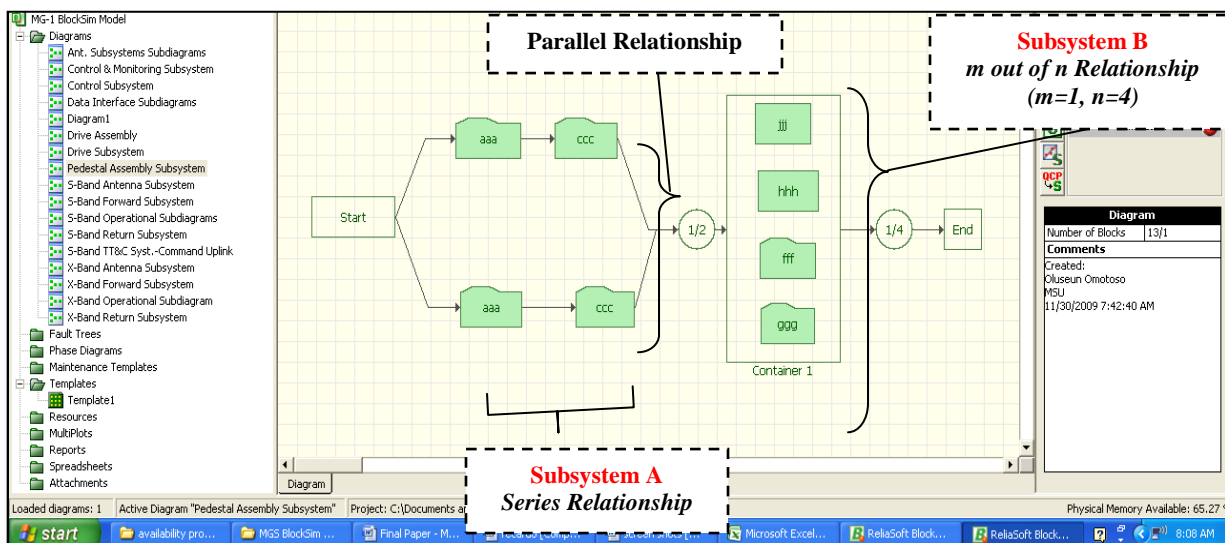 MG-1 BlockSim Model
Diagrams
Ant. Subsystems Subdiagrams
Control & Monitoring Subsystem
Control Subsystem
Data Interface Subdiagrams
Diagram1
Drive Assembly
Drive Subsystem
Pedestal Assembly Subsystem
S-Band Antenna Subsystem
S-Band Forward Subsystem
S-Band Operational Subdiagrams
S-Band Return Subsystem
S-Band TT&C Syst.-Command Uplink
X-Band Antenna Subsystem
X-Band Forward Subsystem
X-Band Operational Subdiagram
X-Band Return Subsystem
Fault Trees
Phase Diagrams
Maintenance Templates
Templates
Template1
Resources
MultiPlots
Reports
Spreadsheets
Attachments
Parallel Relationship
Subsystem B
m out of n Relationship
(m=1, n=4)
Start
aaa
ccc
aaa
ccc
1/2
jjj
hhh
fff
ggg
Container 1
1/4
End
Subsystem A
Series Relationship
Diagram
QCP
S
Diagram
Number of Blocks 13/1
Comments
Created:
Oluseun Omotoso
MSU
11/30/2009 7:42:40 AM
Loaded diagrams: 1 Active Diagram "Pedestal Assembly Subsystem" Project: C:\Documents a
Physical Memory Available: 65.27
start availability pro... MGS BlockSim ... Final Paper - M... Microsoft Excel... ReliaSoft Block... ReliaSoft Block... 8:08 AM